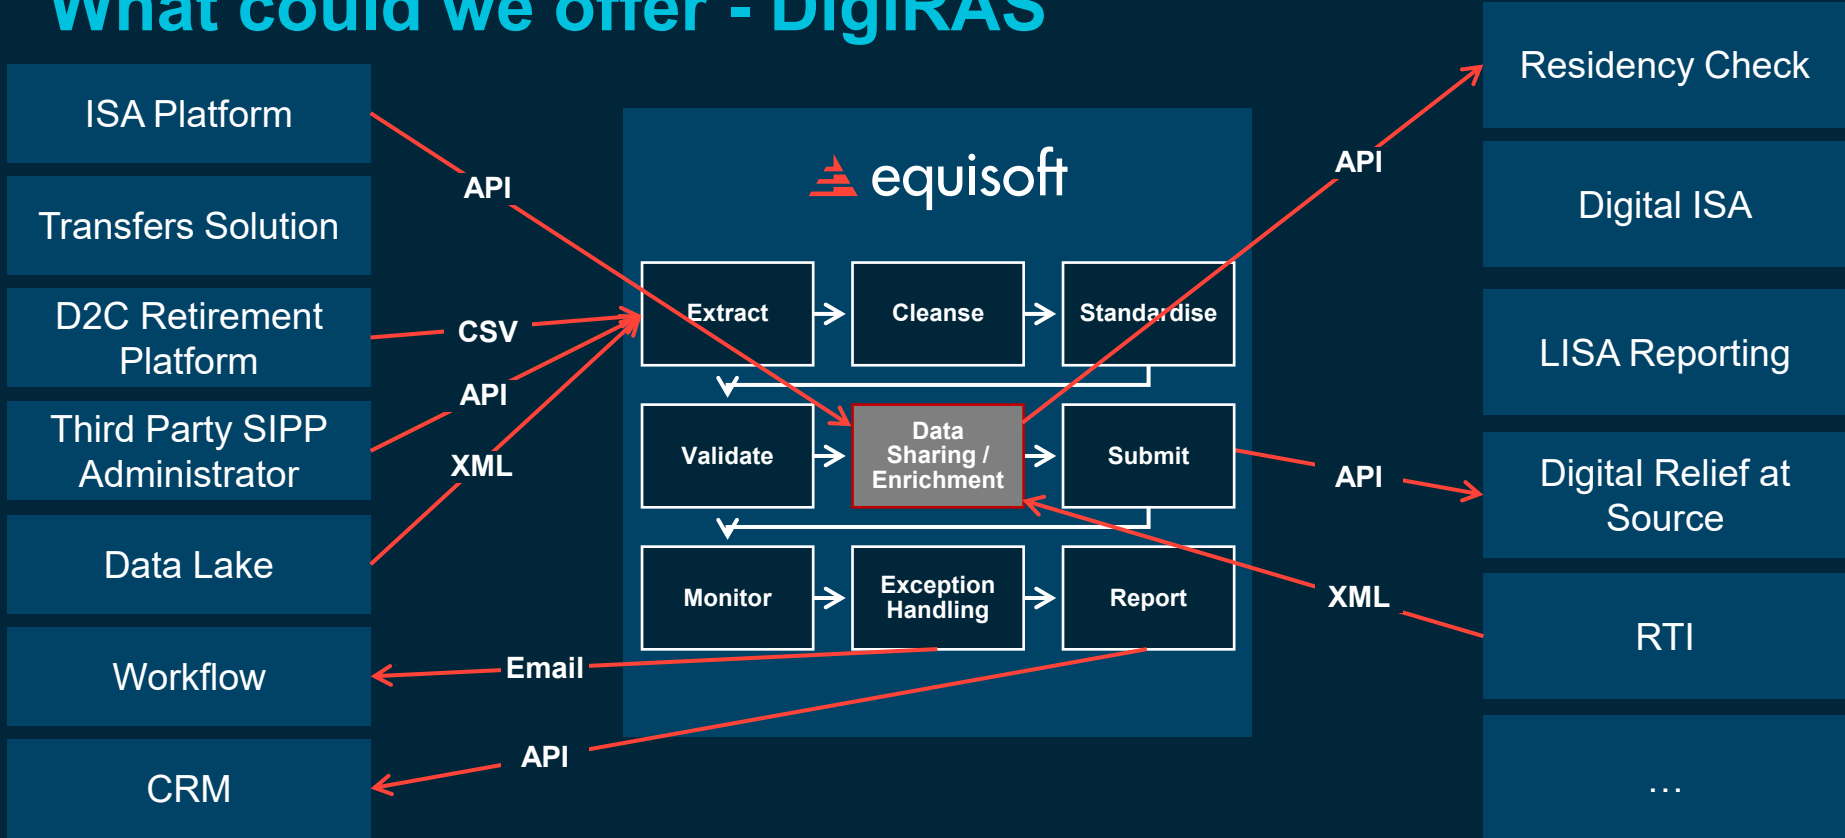 What could we offer - DigiRAS
ISA Platform
Transfers Solution
D2C Retirement
Platform
Third Party SIPP
Administrator
Data Lake
Workflow
CRM
API
CSV
API
XML
Email
API
equisoft
Extract
Cleanse
Standardise
Validate
Data
Sharing /
Enrichment
Submit
Monitor
Exception
Handling
Report
API
API
XML
Residency Check
Digital ISA
LISA Reporting
Digital Relief at
Source
RTI
...